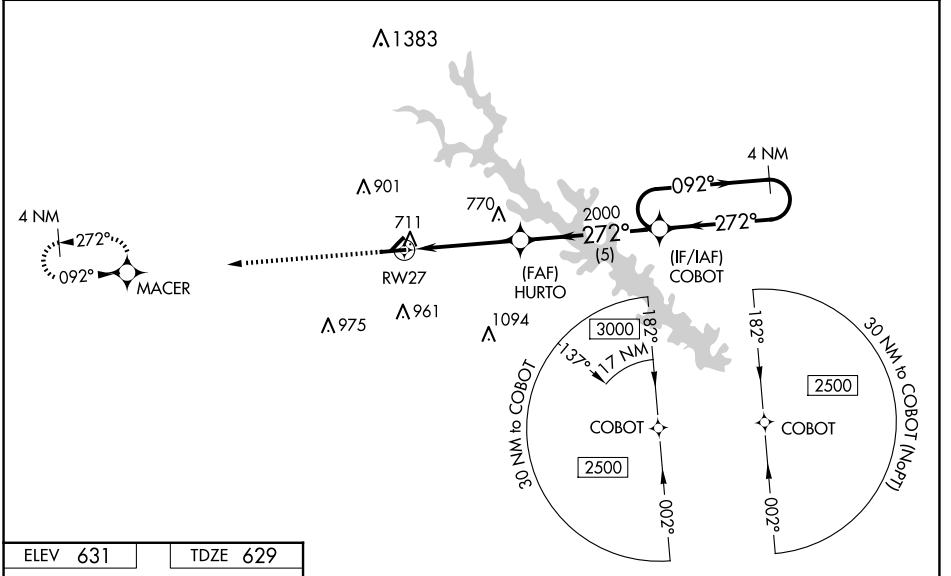 1383
4 NM
092°
901
770
2000
4 NM
711
272°
272°
272°
(5)
(IF/IAF)
COBOT
092°
MACER
RW27
(FAF)
HURTO
975
961
1094
182°
182°
3000
137°
17 NM
30 NM to COBOT
30 NM to COBOT (NoPT)
2500
COBOT
COBOT
2500
002°
002°
ELEV 631
TDZE 629